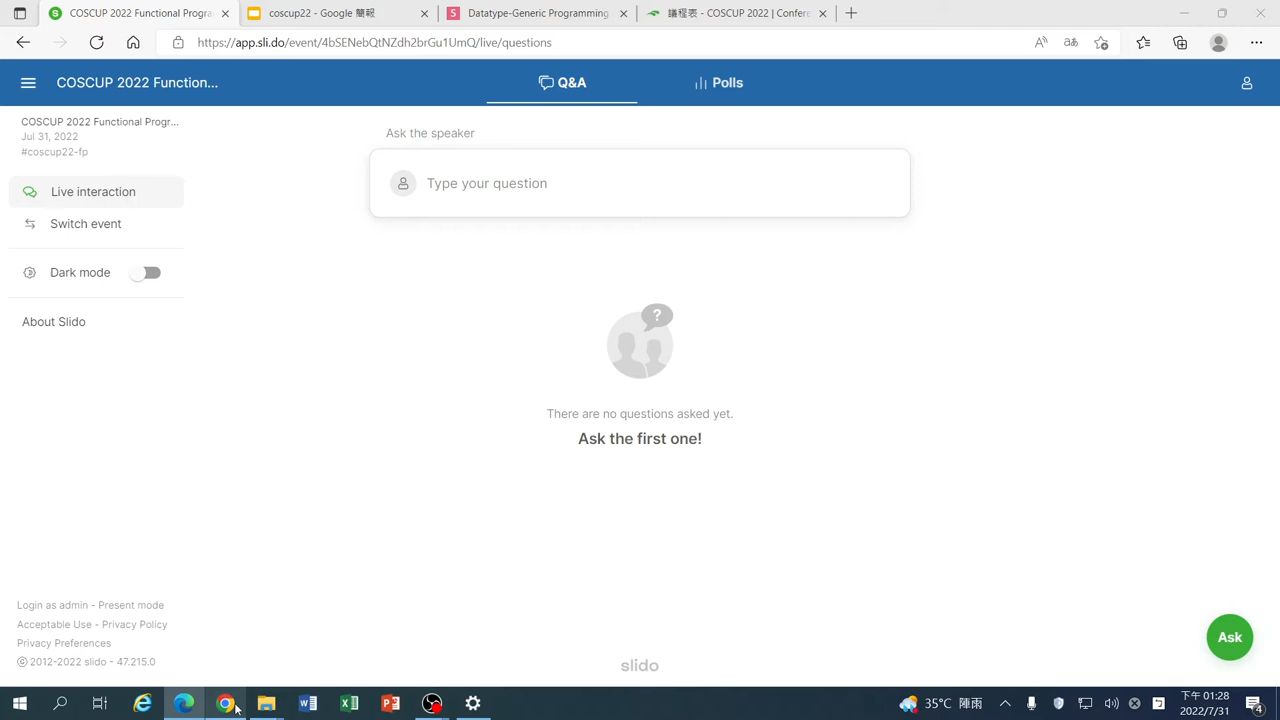 COSCUP 2022 Functional Progra
coscup22 - Google 簡報
Datatype-Generic Programming
議程表 - COSCUP 2022 | Confere
https://app.sli.do/event/4bSENebQtNZdh2brGu1UmQ/live/questions
COSCUP 2022 Function...
Q&A
Polls
COSCUP 2022 Functional Progr...
Jul 31, 2022
#coscup22-fp
Live interaction
Switch event
Dark mode
About Slido
Ask the speaker
Type your question
?
There are no questions asked yet.
Ask the first one!
Login as admin - Present mode
Acceptable Use - Privacy Policy
Privacy Preferences
© 2012-2022 slido - 47.215.0
slido
Ask
35°C 陣雨
下午 01:28
2022/7/31
4